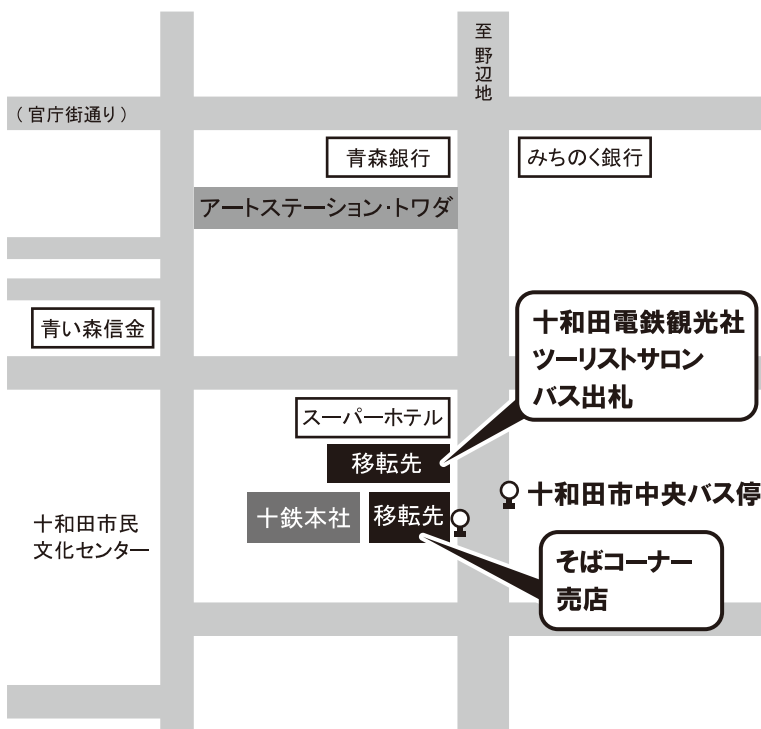 至野辺地
（官庁街通り）
青森銀行
みちのく銀行
アートステーション・トワダ
青い森信金
十和田電鉄観光社
ツーリストサロン
バス出札
スーパーホテル
移転先
十和田市中央バス停
十鉄本社
移転先
十和田市民
文化センター
そばコーナー
売店